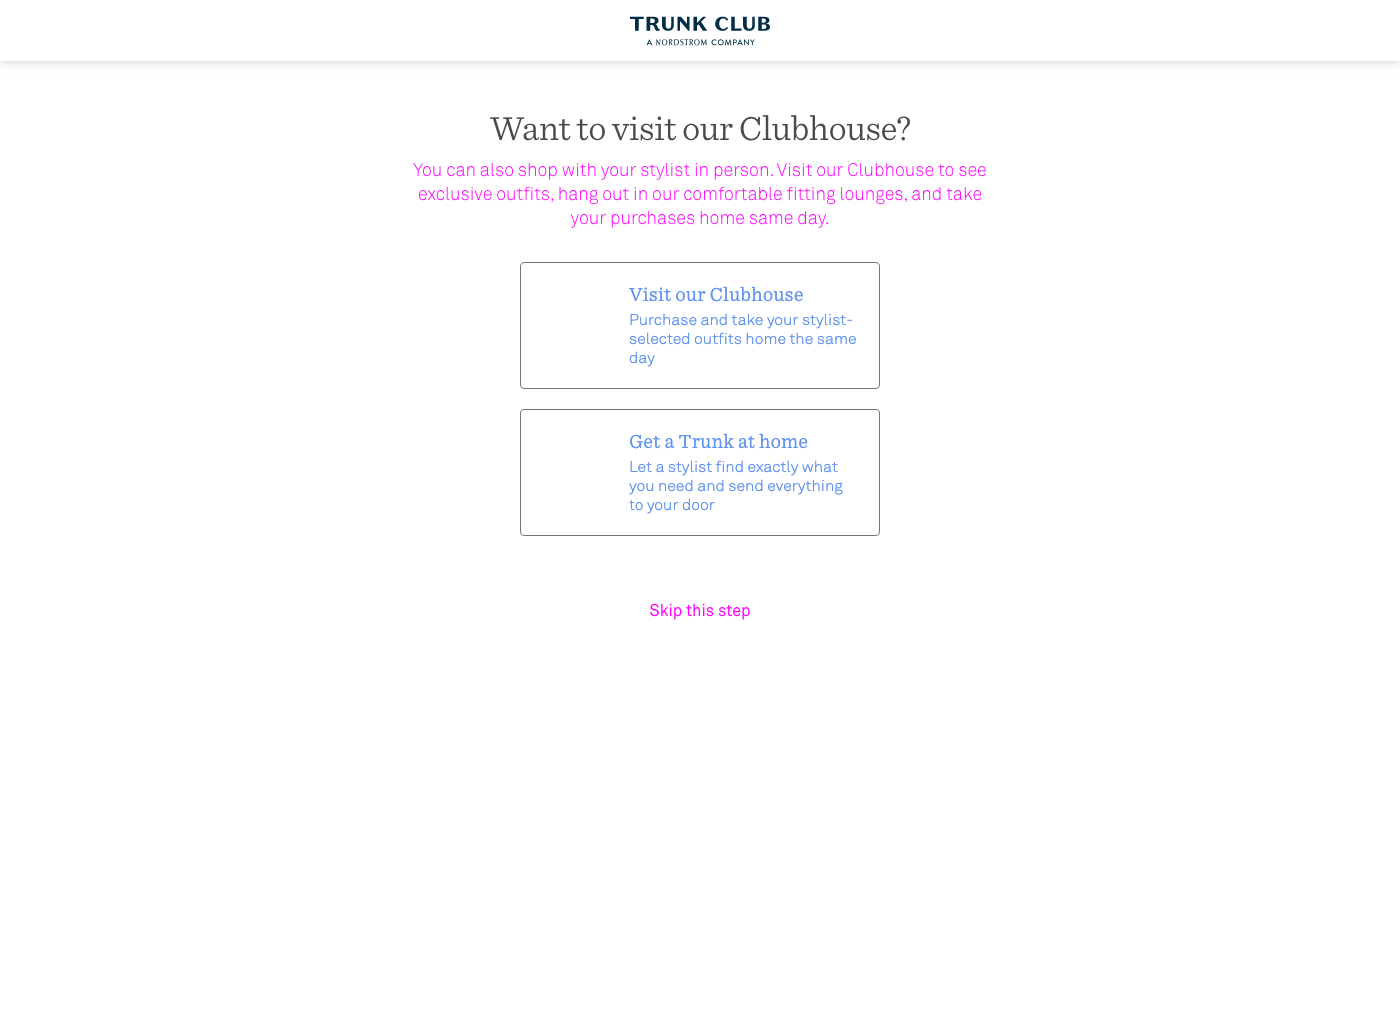 TRUNK CLUB
A NORDSTROM COMPANY
Want to visit our Clubhouse?
You can also shop with your stylist in person. Visit our Clubhouse to see
exclusive outfits, hang out in our comfortable fitting lounges, and take
your purchases home same day.
Visit our Clubhouse
Purchase and take your stylist-
selected outfits home the same
day
Get a Trunk at home
Let a stylist find exactly what
you need and send everything
to your door
Skip this step